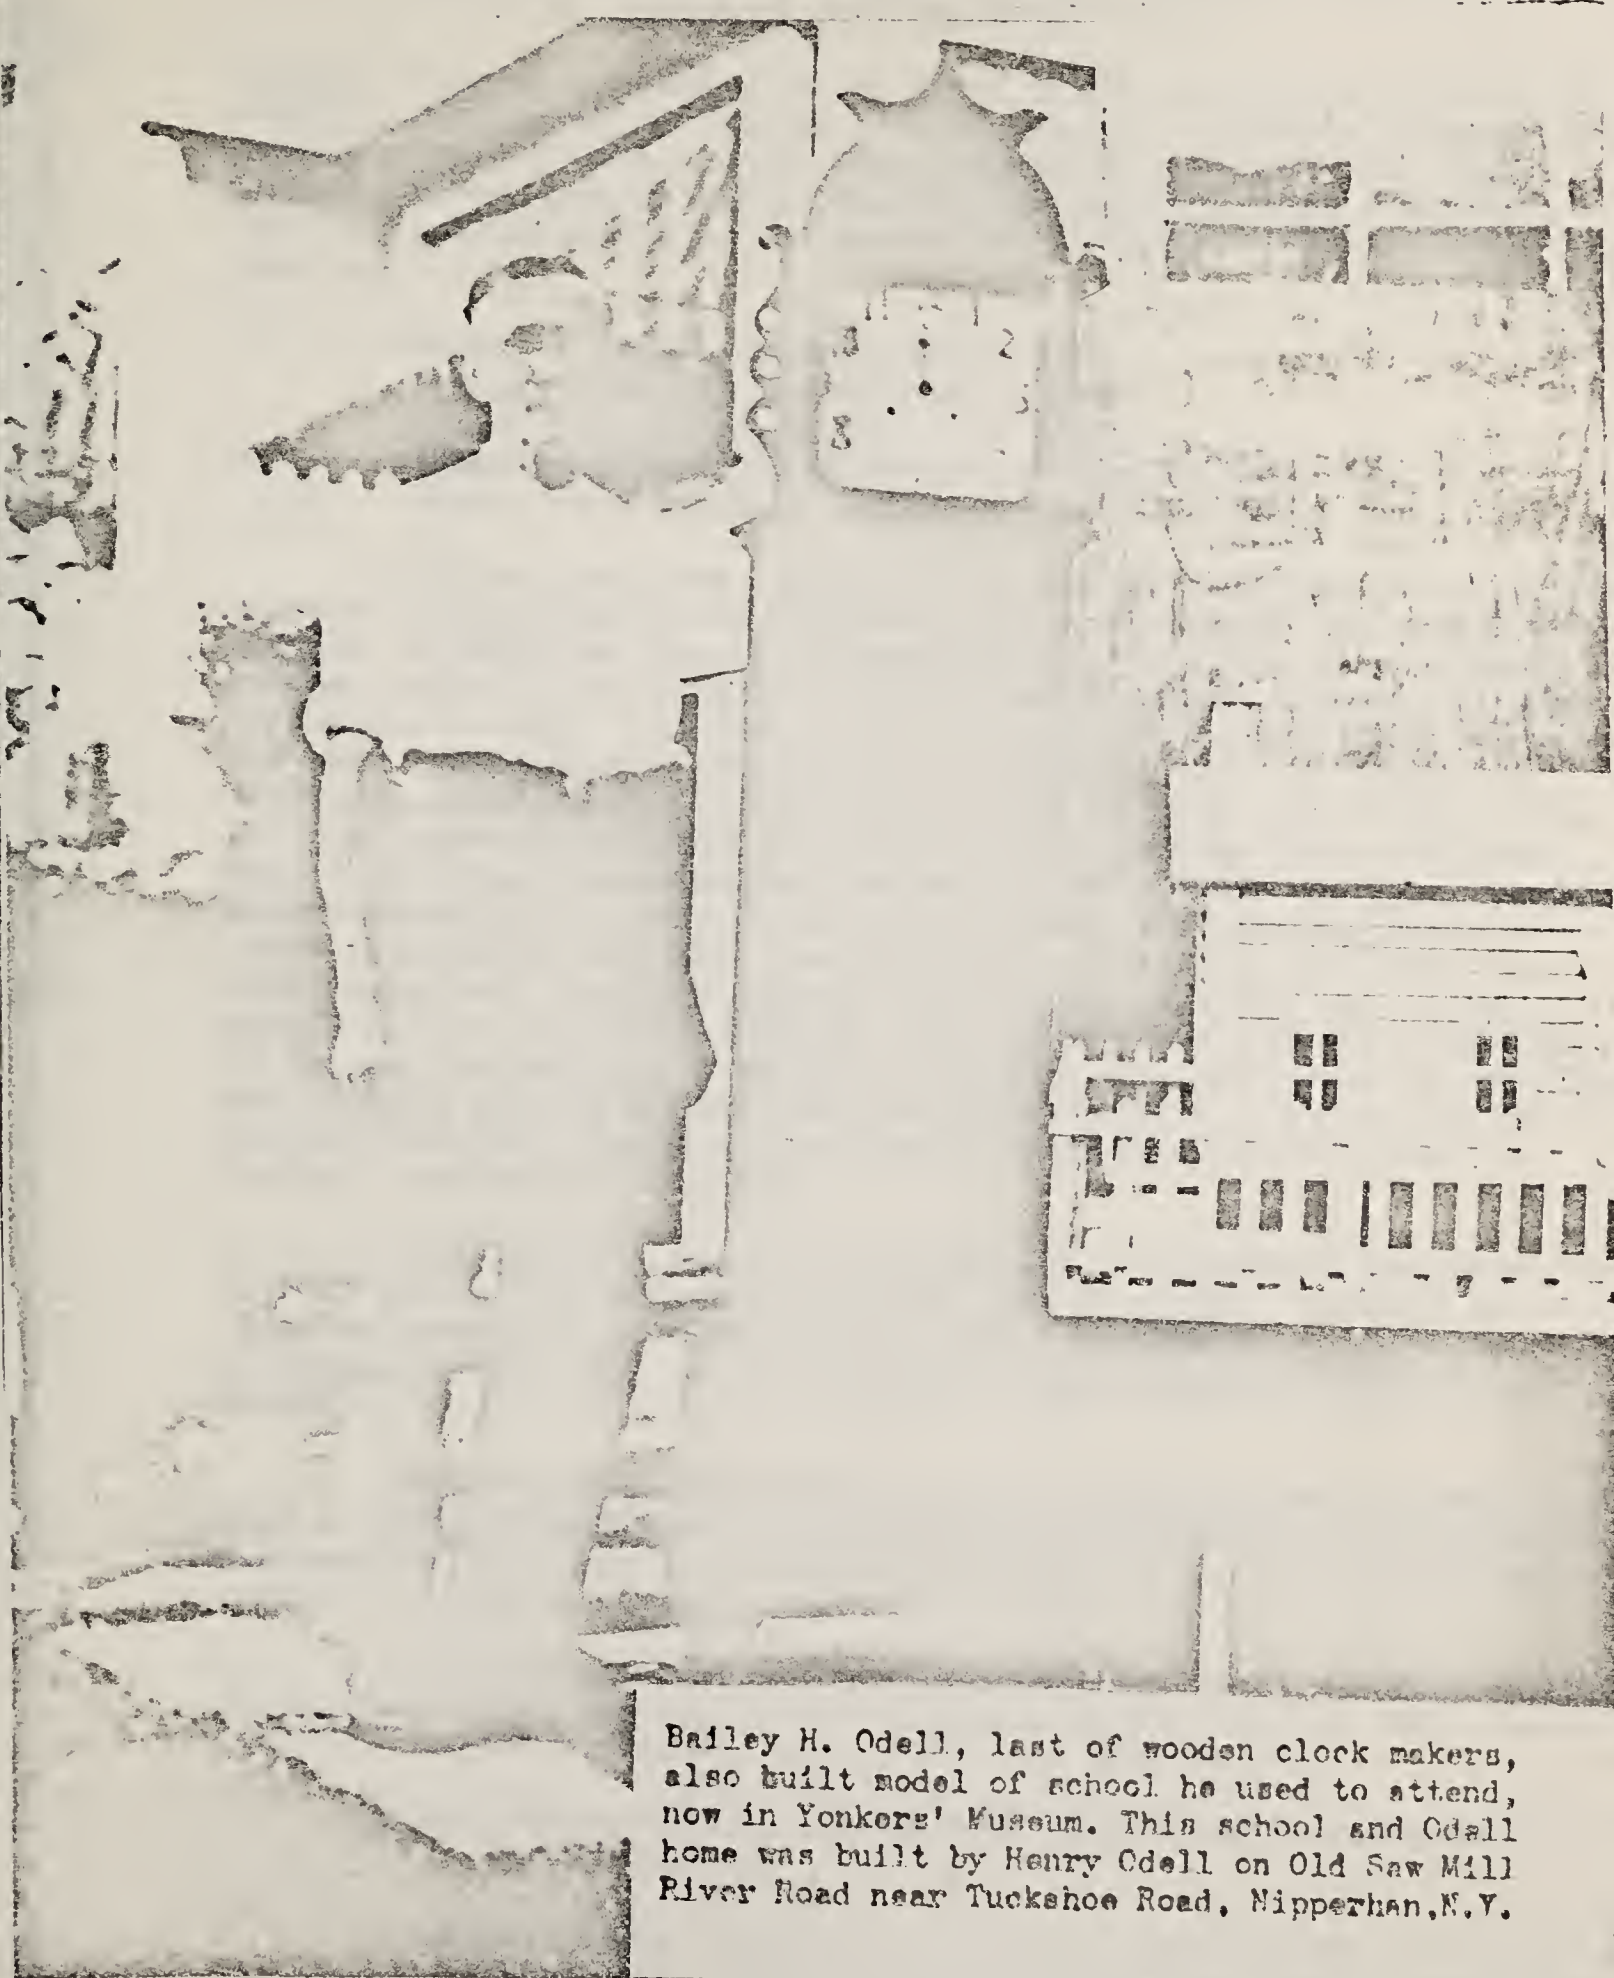 2
8
Bailey H. Odell, last of wooden clock makers,
also built model of school he used to attend,
now in Yonkers' Museum. This school and Odell
home was built by Henry Odell on Old Saw Mill
River Road near Tuckahoe Road, Nipperhan,N.Y.